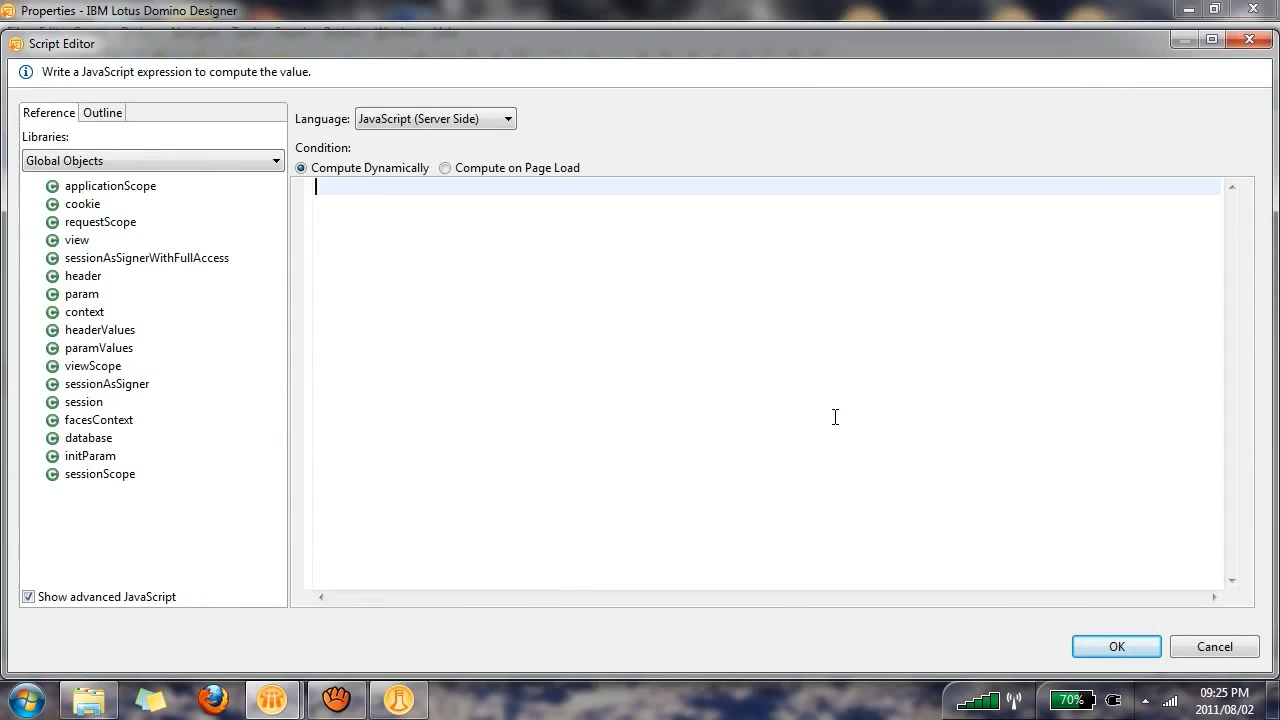 Properties - IBM Lotus Domino Designer
Script Editor
Write a JavaScript expression to compute the value.
Reference
Outline
Libraries:
Global Objects
applicationScope
cookie
requestScope
view
sessionAsSignerWithFullAccess
header
param
context
headerValues
paramValues
viewScope
sessionAsSigner
session
facesContext
database
initParam
sessionScope
Show advanced JavaScript
Language: JavaScript (Server Side)
Condition:
Compute Dynamically
Compute on Page Load
OK
Cancel
70%
09:25 PM
2011/08/02